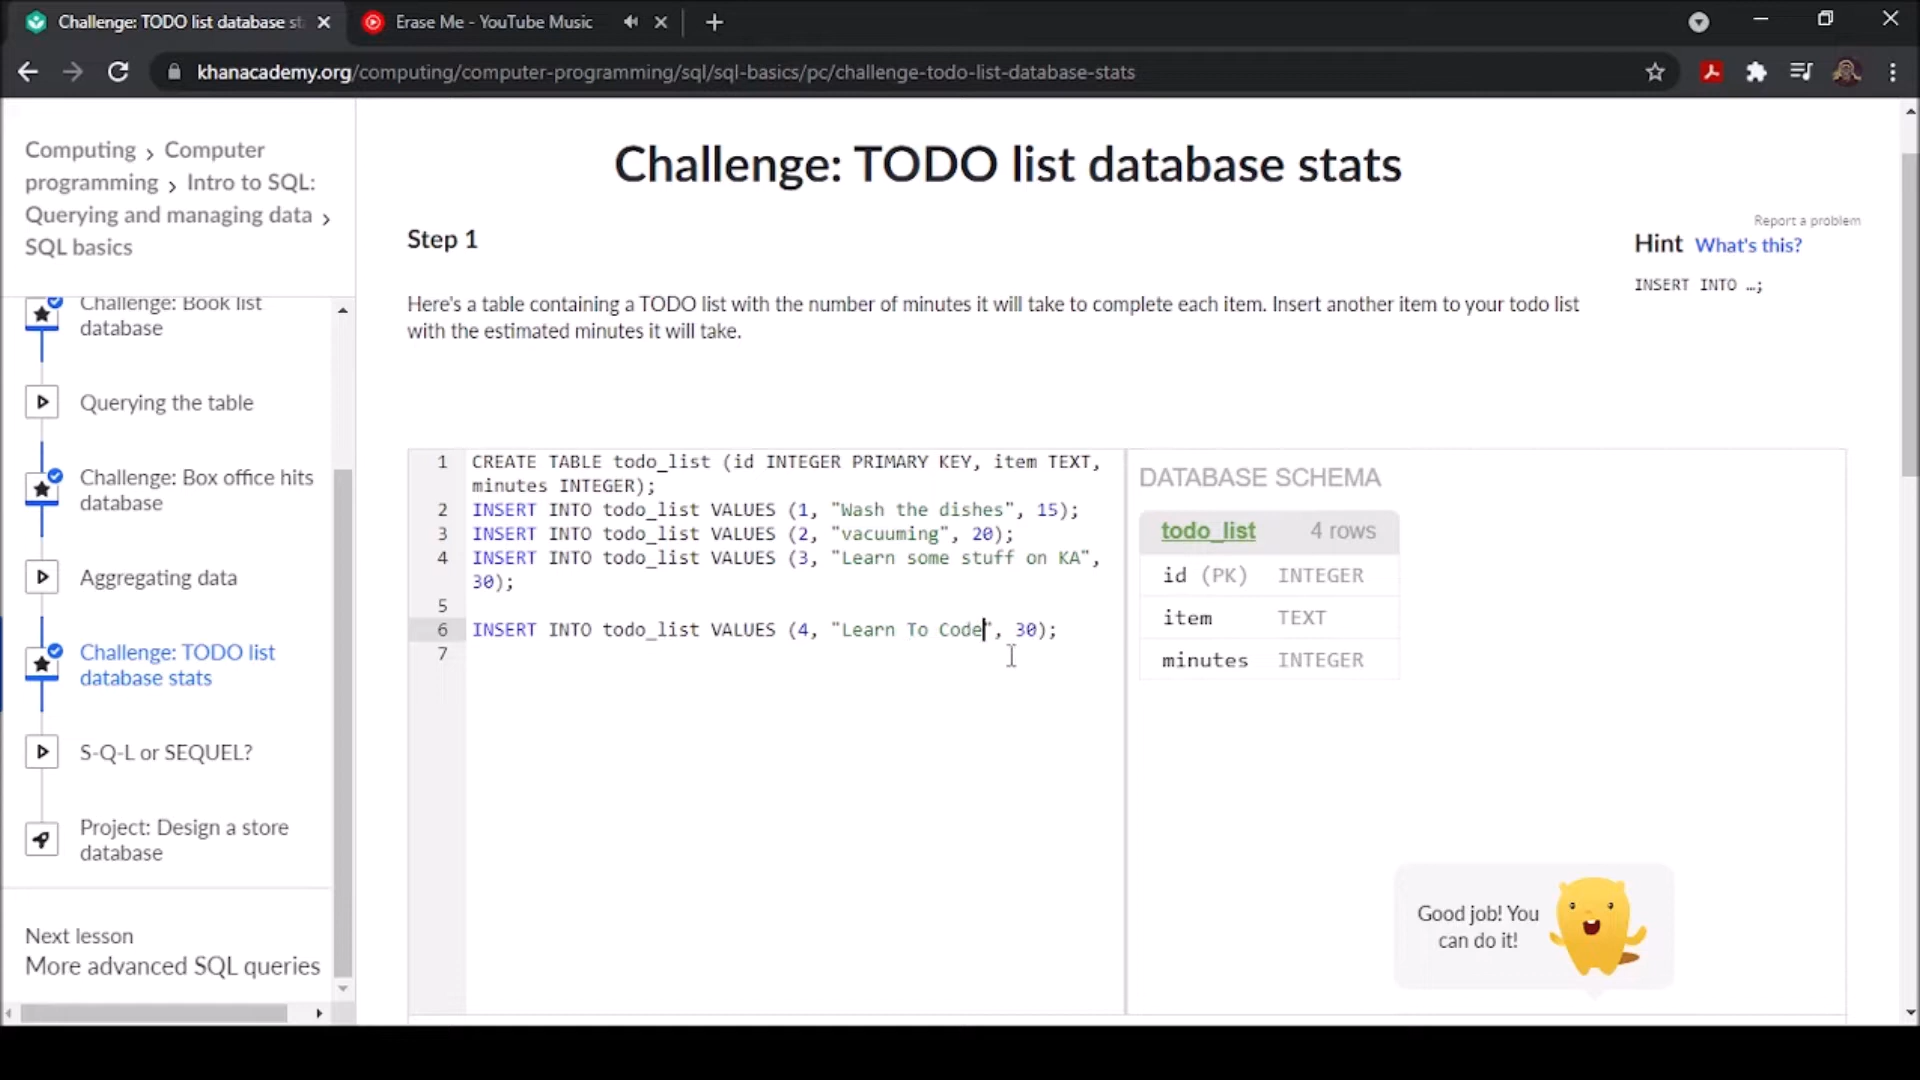 Challenge: TODO list database st
Erase Me - YouTube Music
khanacademy.org/computing/computer-programming/sql/sql-basics/pc/challenge-todo-list-database-stats
Computing > Computer
programming > Intro to SQL:
Querying and managing data >
SQL basics
Challenge: Book list
database
Querying the table
Challenge: Box office hits
database
Aggregating data
Challenge: TODO list
database stats
S-Q-L or SEQUEL?
Project: Design a store
database
Next lesson
More advanced SQL queries
Challenge: TODO list database stats
Report a problem
Step 1
Hint What's this?
INSERT INTO …;
Here's a table containing a TODO list with the number of minutes it will take to complete each item. Insert another item to your todo list
with the estimated minutes it will take.
1 CREATE TABLE todo_list (id INTEGER PRIMARY KEY, item TEXT,
minutes INTEGER);
2 INSERT INTO todo_list VALUES (1, "Wash the dishes", 15);
3 INSERT INTO todo_list VALUES (2, "vacuuming", 20);
4 INSERT INTO todo_list VALUES (3, "Learn some stuff on KA",
30);
5
6 INSERT INTO todo_list VALUES (4, "Learn To Code", 30);
7
DATABASE SCHEMA
todo_list 4 rows
id (PK) INTEGER
item TEXT
minutes INTEGER
Good job! You
can do it!